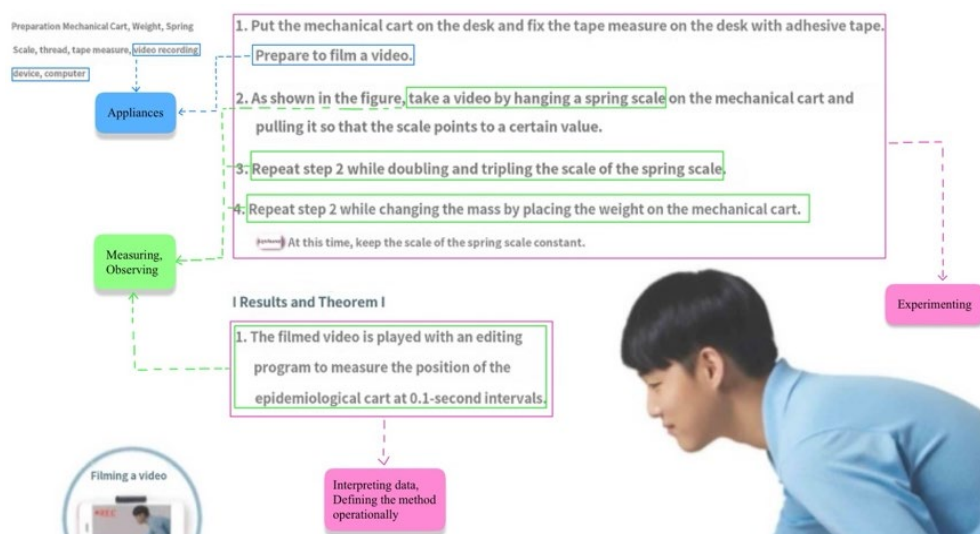 Preparation Mechanical Cart, Weight, Spring
Scale, thread, tape measure, video recording
device, computer
Appliances
1. Put the mechanical cart on the desk and fix the tape measure on the desk with adhesive tape.
Prepare to film a video.
2. As shown in the figure, take a video by hanging a spring scale on the mechanical cart and
pulling it so that the scale points to a certain value.
3. Repeat step 2 while doubling and tripling the scale of the spring scale.
4. Repeat step 2 while changing the mass by placing the weight on the mechanical cart.
At this time, keep the scale of the spring scale constant.
Measuring,
Observing
Experimenting
I Results and Theorem I
1. The filmed video is played with an editing
program to measure the position of the
epidemiological cart at 0.1-second intervals.
Filming a video
REC
Interpreting data,
Defining the method
operationally